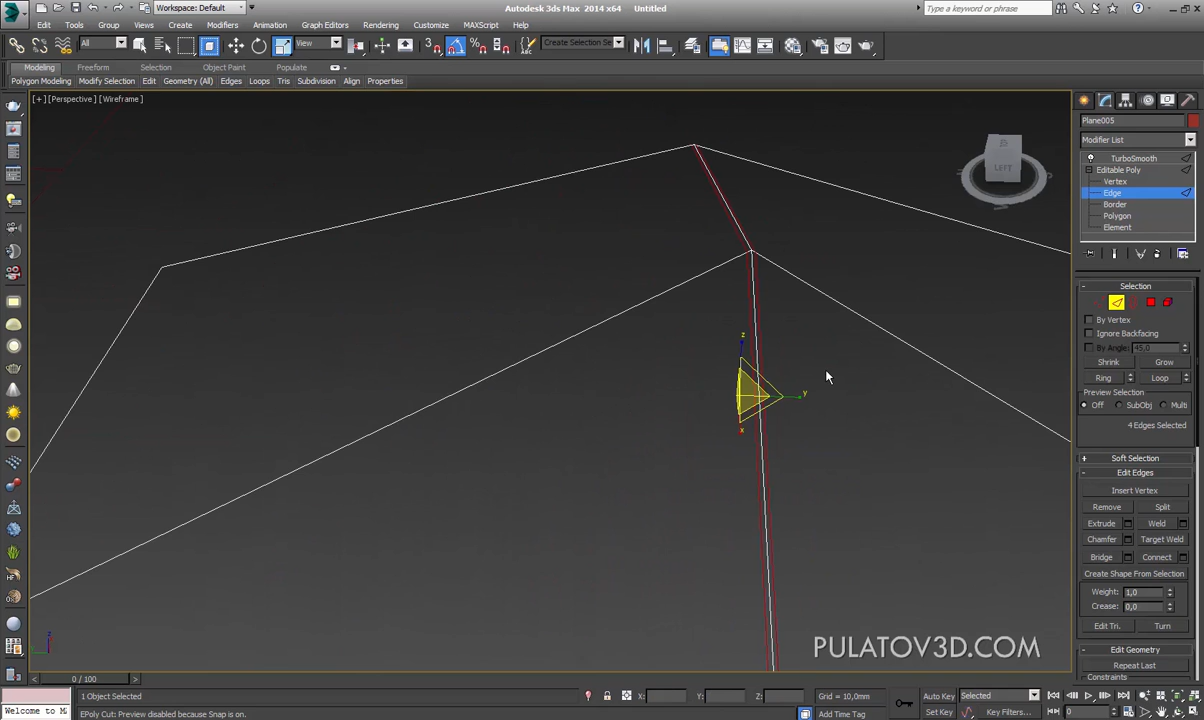 Workspace: Default
Autodesk 3ds Max 2014 x64 Untitled
Type a keyword or phrase
Edit Tools Group Views Create Modifiers Animation Graph Editors Rendering Customize MAXScript Help
All View Create Selection Se
Modeling Freeform Selection Object Paint Populate
Polygon Modeling Modify Selection Edit Geometry (All) Edges Loops Tris Subdivision Align Properties
[+] [Perspective] [Wireframe]
LEFT
z
y
x
z
PULATOV3D.COM
Plane005
Modifier List
TurboSmooth
Editable Poly
Vertex
Edge
Border
Polygon
Element
Selection
By Vertex
Ignore Backfacing
By Angle: 45,0
Shrink Grow
Ring Loop
Preview Selection
Off SubObj Multi
4 Edges Selected
Soft Selection
Edit Edges
Insert Vertex
Remove Split
Extrude Weld
Chamfer Target Weld
Bridge Connect
Create Shape From Selection
Weight: 1,0
Crease: 0,0
Edit Tri. Turn
Edit Geometry
Repeat Last
Constraints
0 / 100
1 Object Selected X: Y: Z: Grid = 10,0mm Auto Key Selected
Welcome to M EPoly Cut: Preview disabled because Snap is on. Add Time Tag Set Key Key Filters... 0